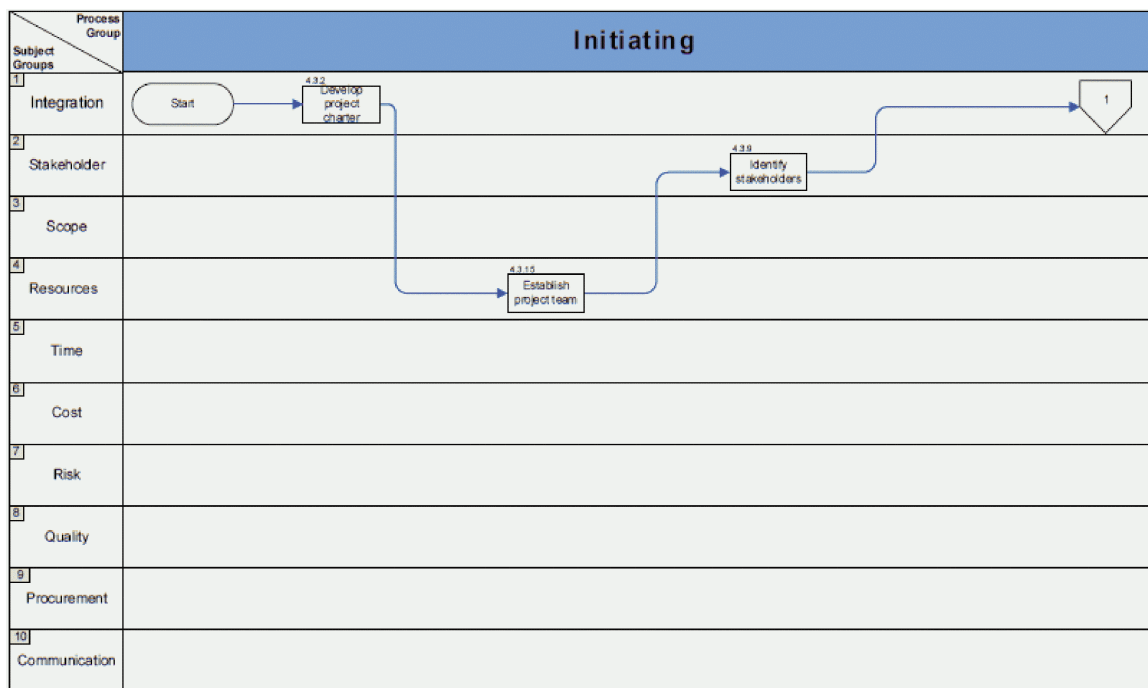 Process
Group
Subject
Groups
Initiating
1
Integration
Start
4.3.2
Develop
project
charter
1
2
Stakeholder
4.3.9
Identify
stakeholders
3
Scope
4
Resources
4.3.15
Establish
project team
5
Time
6
Cost
7
Risk
8
Quality
9
Procurement
10
Communication